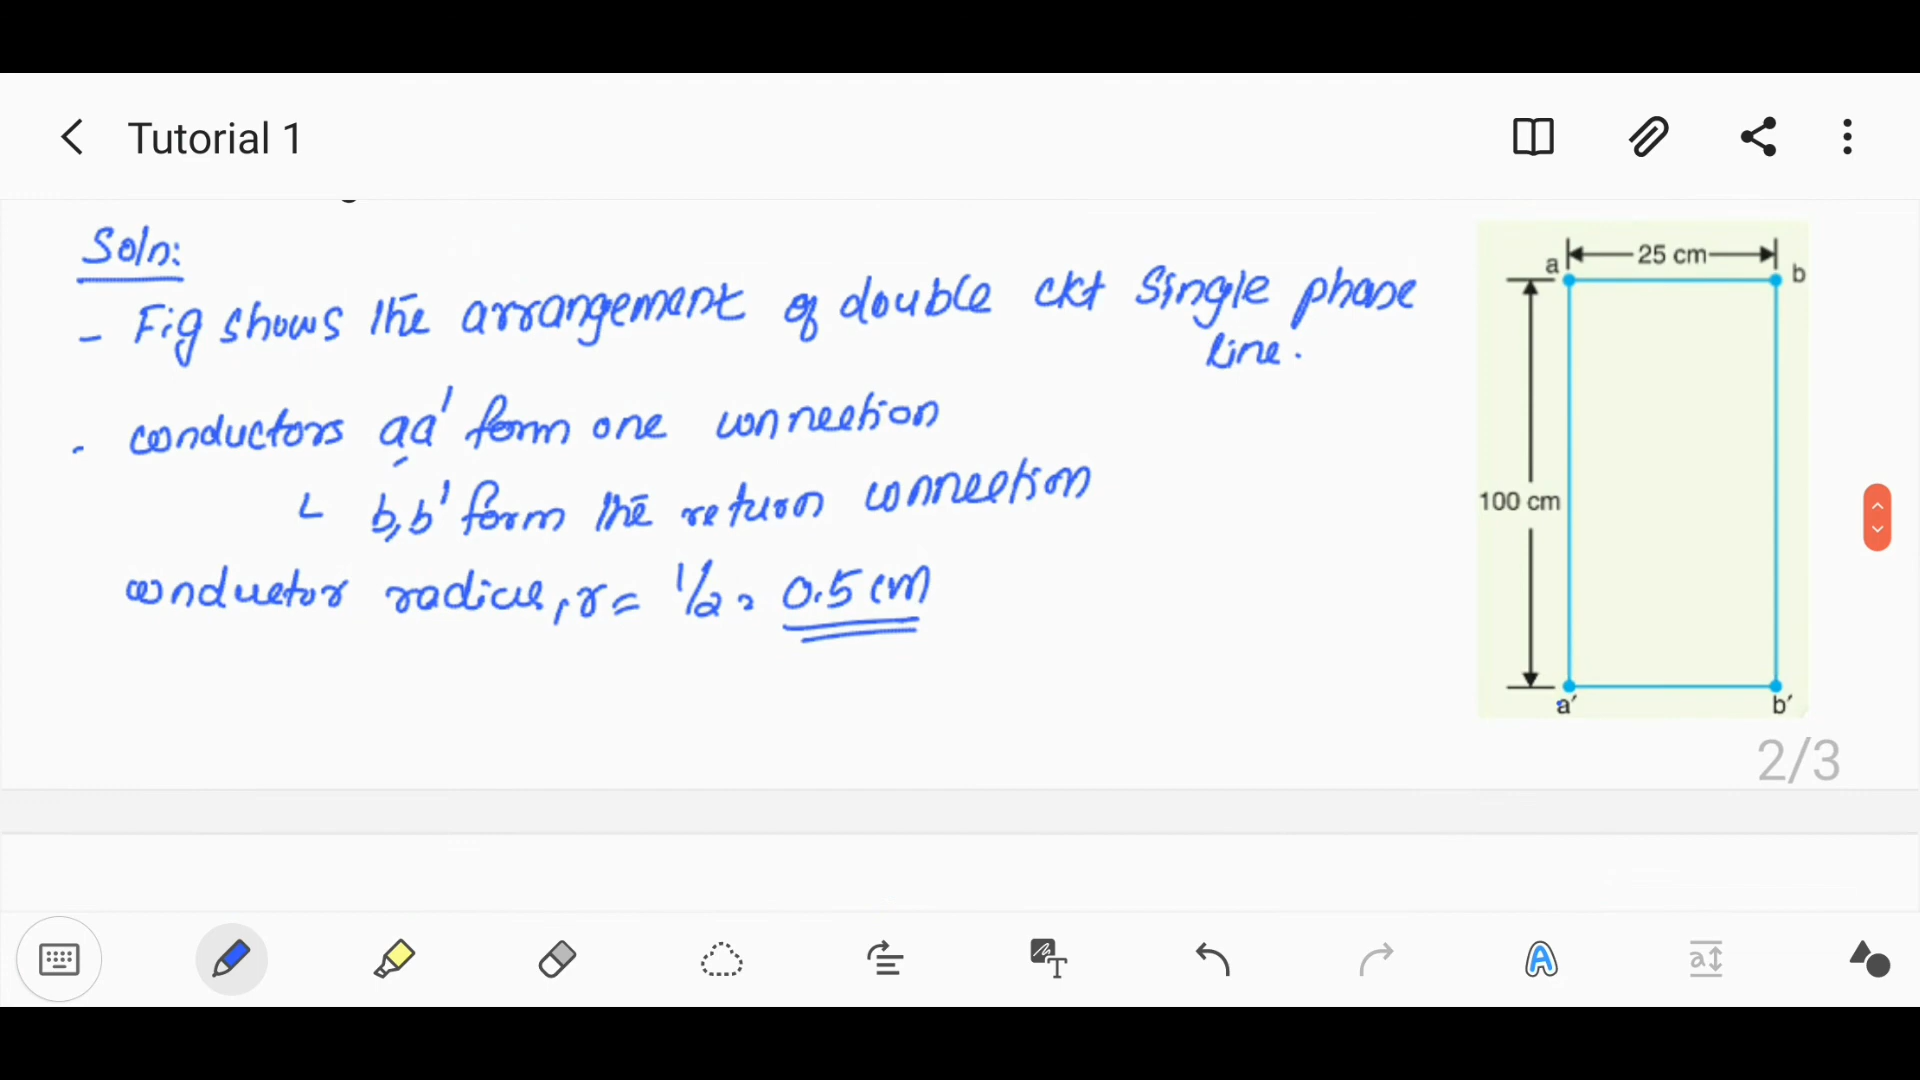 Tutorial 1
Soln:
- Fig shows the arrangement of double ckt Single phase
line.
- conductors a,a' form one connection
& b,b' form the return connection
conductor radius, r = 1/2 = 0.5 cm
25 cm
a
b
100 cm
a'
b'
2/3